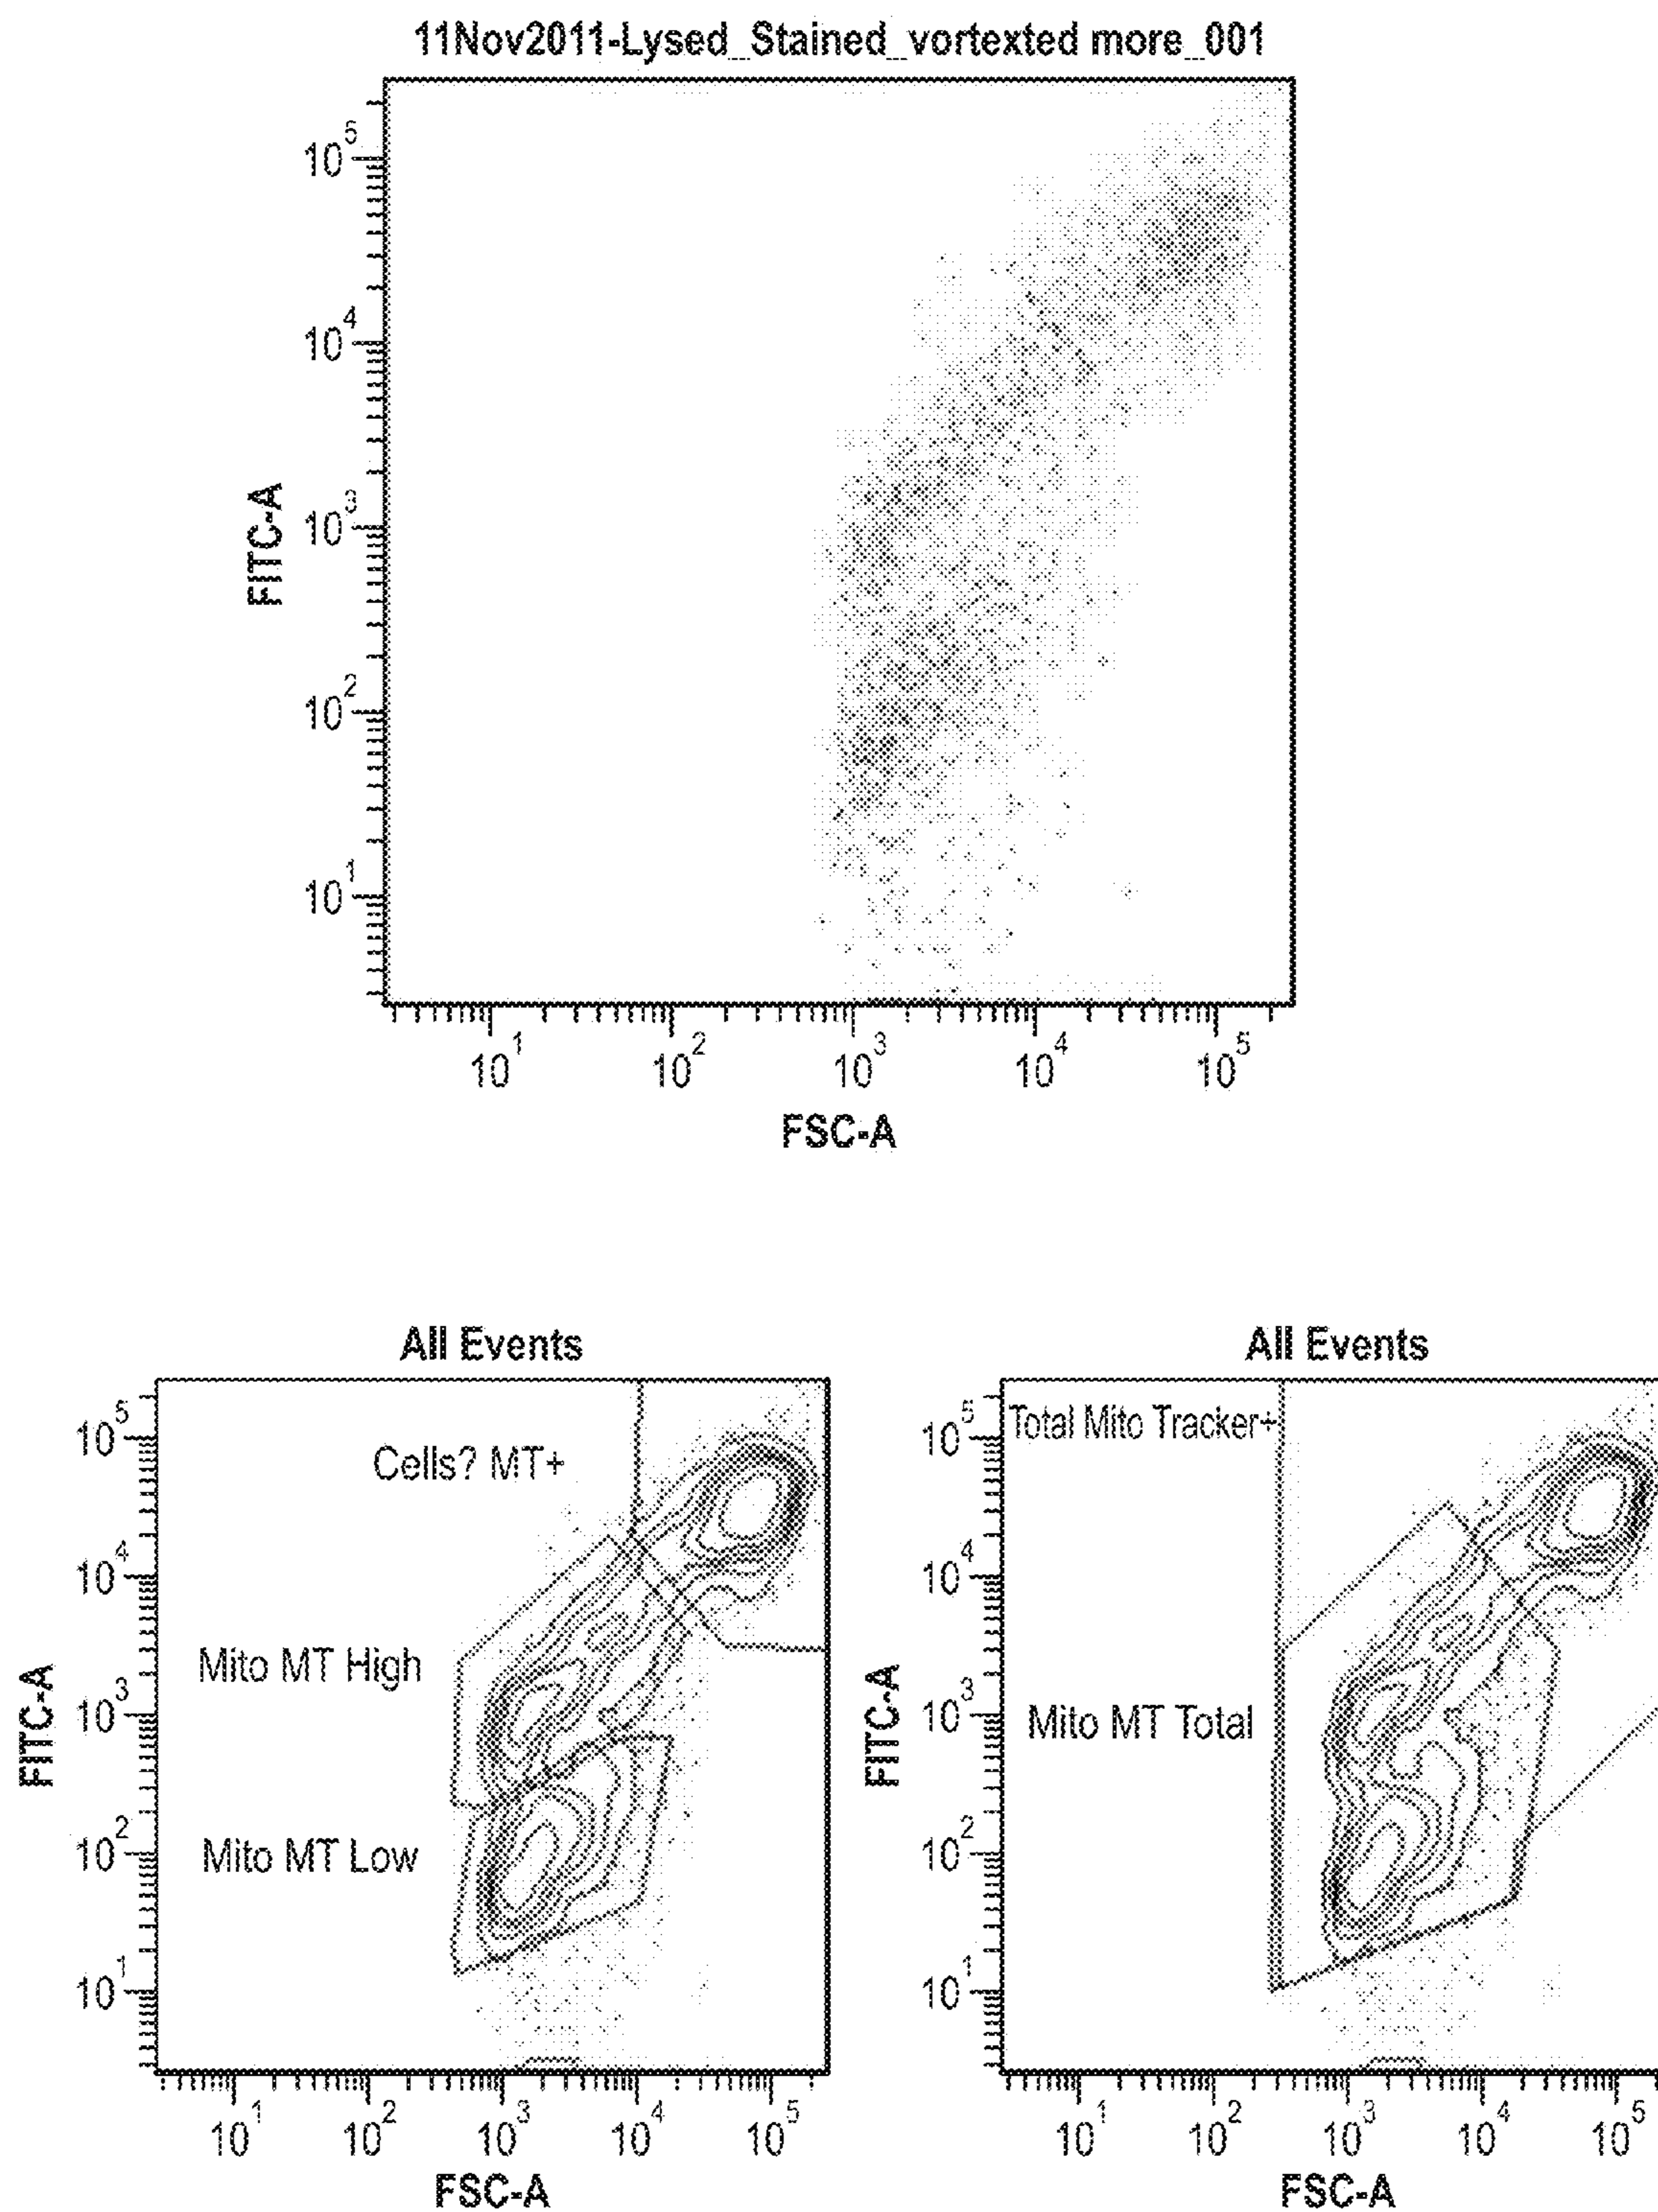 11Nov2011-Lysed_Stained_vortexted more_001
10^5
10^4
10^3
10^2
10^1
FITC-A
10^1 10^2 10^3 10^4 10^5
FSC-A
All Events
Cells? MT+
Mito MT High
Mito MT Low
10^5
10^4
10^3
10^2
10^1
FITC-A
10^1 10^2 10^3 10^4 10^5
FSC-A
All Events
Total Mito Tracker+
Mito MT Total
10^5
10^4
10^3
10^2
10^1
FITC-A
10^1 10^2 10^3 10^4 10^5
FSC-A